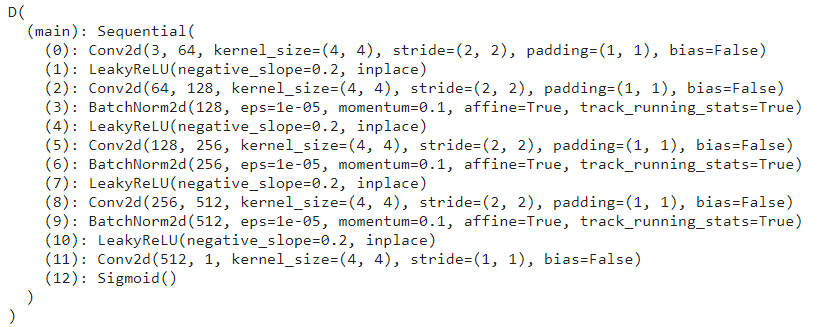 D(
  (main): Sequential(
    (0): Conv2d(3, 64, kernel_size=(4, 4), stride=(2, 2), padding=(1, 1), bias=False)
    (1): LeakyReLU(negative_slope=0.2, inplace)
    (2): Conv2d(64, 128, kernel_size=(4, 4), stride=(2, 2), padding=(1, 1), bias=False)
    (3): BatchNorm2d(128, eps=1e-05, momentum=0.1, affine=True, track_running_stats=True)
    (4): LeakyReLU(negative_slope=0.2, inplace)
    (5): Conv2d(128, 256, kernel_size=(4, 4), stride=(2, 2), padding=(1, 1), bias=False)
    (6): BatchNorm2d(256, eps=1e-05, momentum=0.1, affine=True, track_running_stats=True)
    (7): LeakyReLU(negative_slope=0.2, inplace)
    (8): Conv2d(256, 512, kernel_size=(4, 4), stride=(2, 2), padding=(1, 1), bias=False)
    (9): BatchNorm2d(512, eps=1e-05, momentum=0.1, affine=True, track_running_stats=True)
    (10): LeakyReLU(negative_slope=0.2, inplace)
    (11): Conv2d(512, 1, kernel_size=(4, 4), stride=(1, 1), bias=False)
    (12): Sigmoid()
  )
)